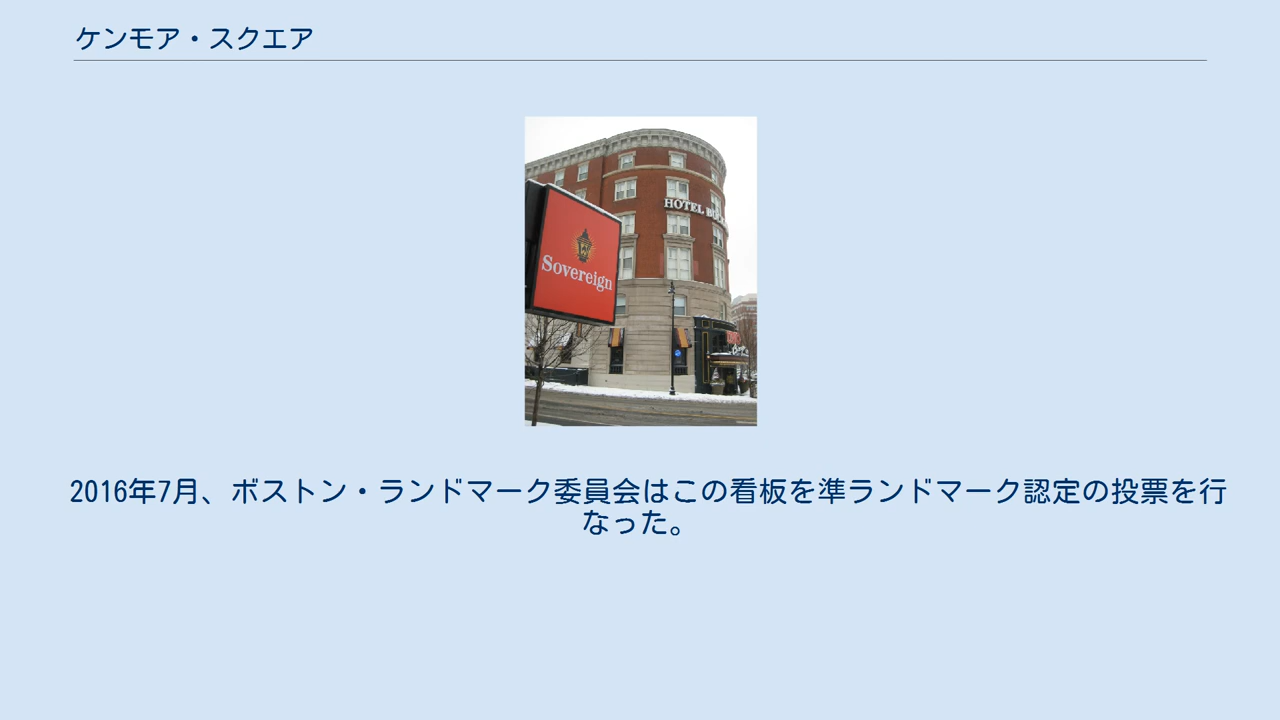 ケンモア・スクエア
HOTEL
Sovereign
2016年7月、ボストン・ランドマーク委員会はこの看板を準ランドマーク認定の投票を行
なった。